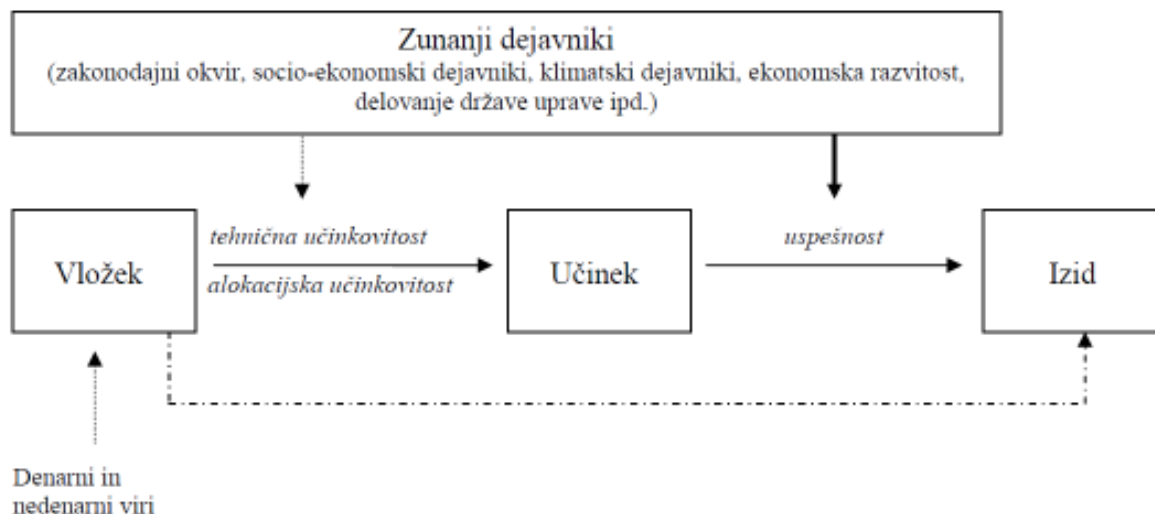 Zunanji dejavniki
(zakonodajni okvir, socio-ekonomski dejavniki, klimatski dejavniki, ekonomska razvitost,
delovanje države uprave ipd.)
Vložek
tehnična učinkovitost
alokacijska učinkovitost
Učinek
uspešnost
Izid
Denarni in
nedenarni viri